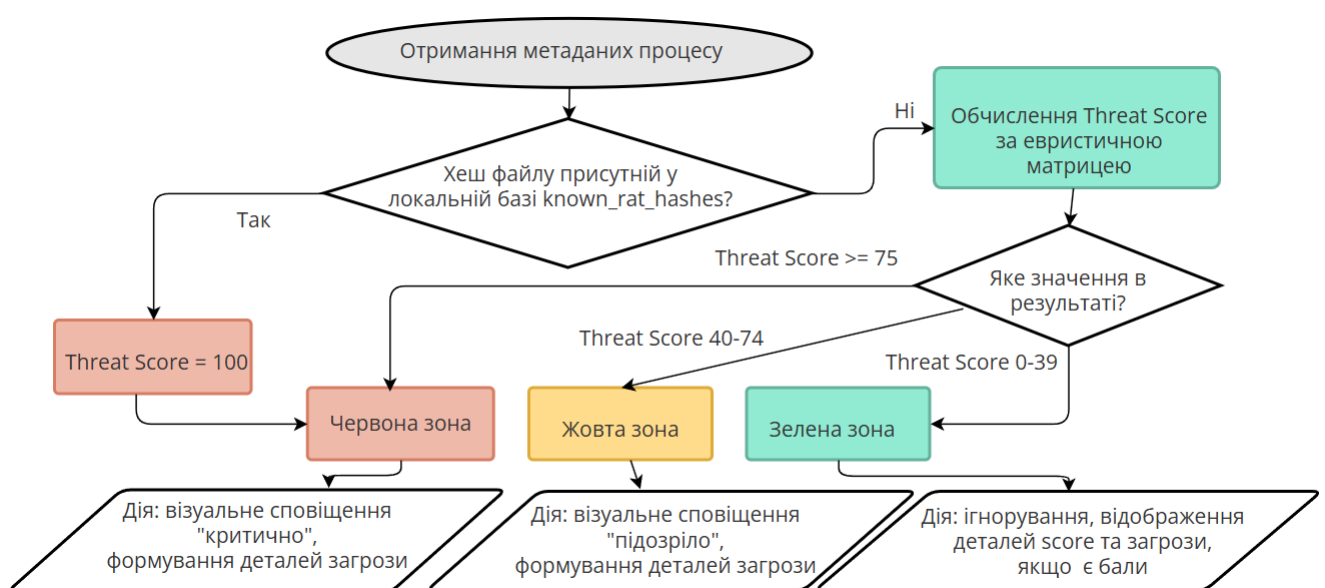 Отримання метаданих процесу
Ні
Обчислення Threat Score
за евристичною
матрицею
Хеш файлу присутній у
локальній базі known_rat_hashes?
Так
Threat Score >= 75
Яке значення в
результаті?
Threat Score 40-74
Threat Score 0-39
Threat Score = 100
Червона зона
Жовта зона
Зелена зона
Дія: візуальне сповіщення
"критично",
формування деталей загрози
Дія: візуальне сповіщення
"підозріло",
формування деталей загрози
Дія: ігнорування, відображення
деталей score та загрози,
якщо є бали